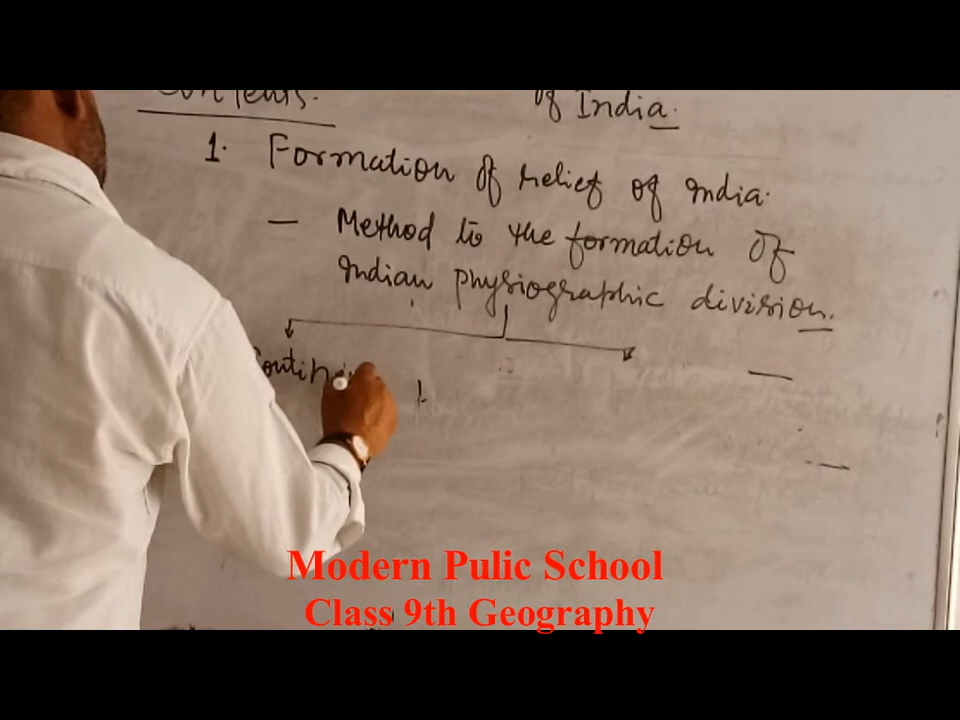 Contents.
of India.
1. Formation of relief of India.
— Method to the formation of
Indian physiographic division.
Modern Pulic School
Class 9th Geography